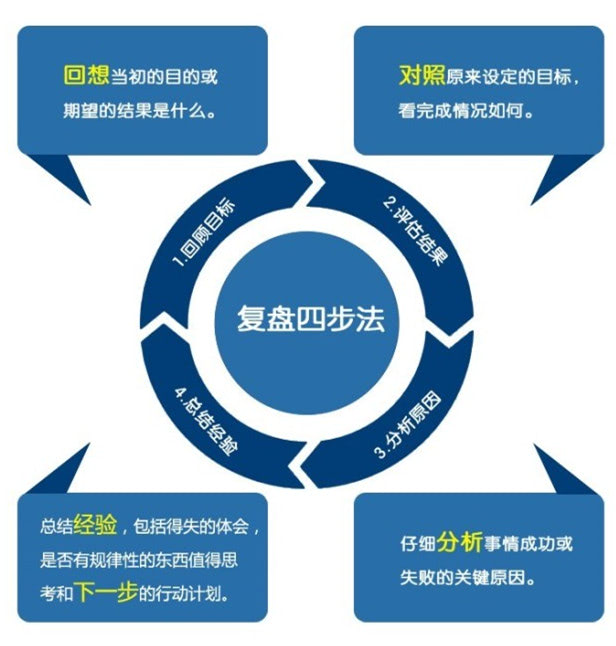 回想当初的目的或
期望的结果是什么。
对照原来设定的目标，
看完成情况如何。
1.回顾目标
2.评估结果
复盘四步法
4.总结经验
3.分析原因
总结经验，包括得失的体会，
是否有规律性的东西值得思
考和下一步的行动计划。
仔细分析事情成功或
失败的关键原因。